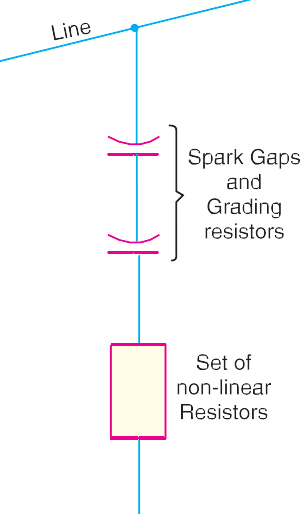 Line
Spark Gaps
and
Grading
resistors
Set of
non-linear
Resistors